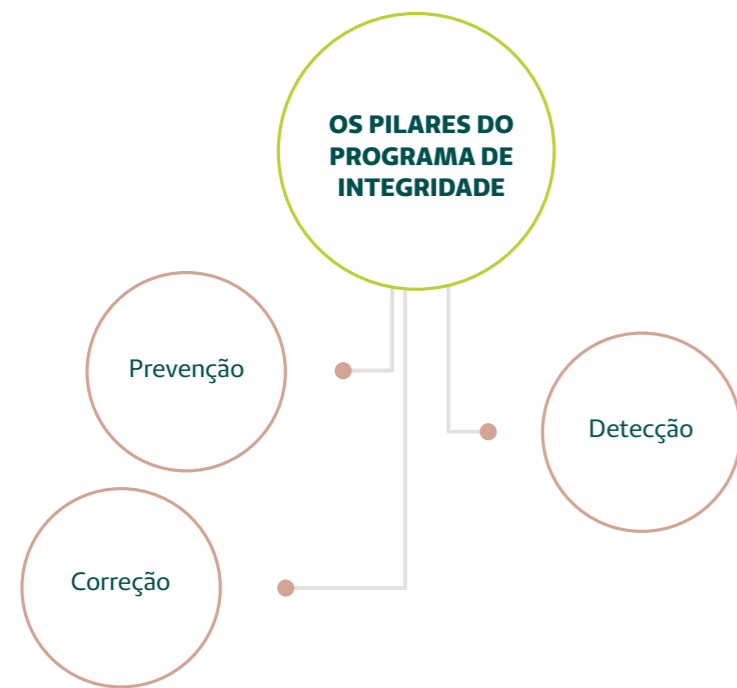 OS PILARES DO
PROGRAMA DE
INTEGRIDADE
Prevenção
Detecção
Correção